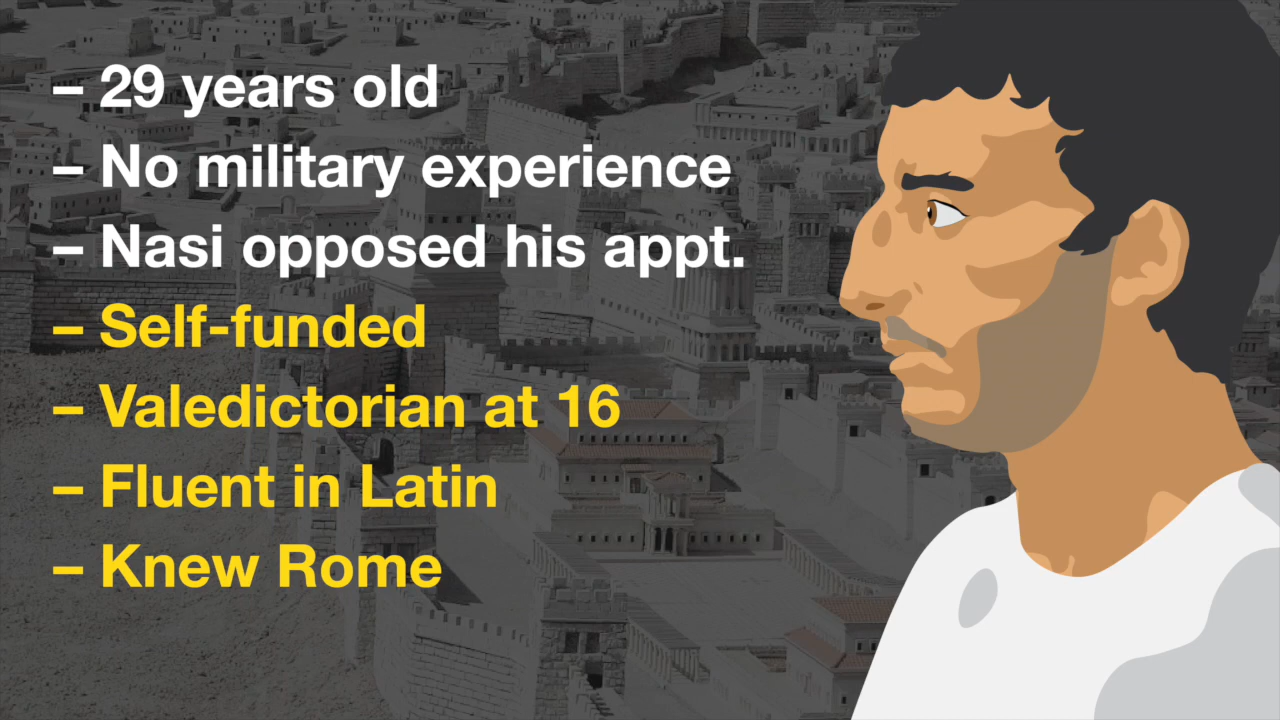 – 29 years old
– No military experience
– Nasi opposed his appt.
– Self-funded
– Valedictorian at 16
– Fluent in Latin
– Knew Rome